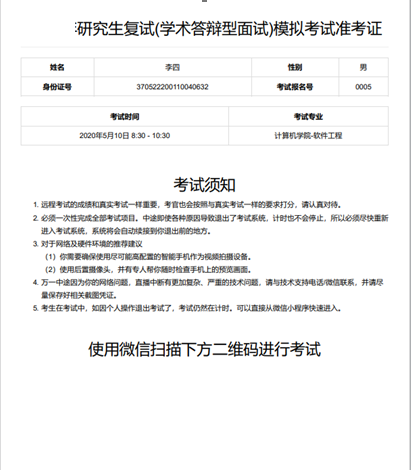 研究生复试(学术答辩型面试)模拟考试准考证
姓名 李四 性别 男
身份证号 370522200110040632 考试报名号 0005
考试时间 考试专业
2020年5月10日 8:30 - 10:30 计算机学院-软件工程
考试须知
1. 远程考试的成绩和真实考试一样重要，考官也会按照与真实考试一样的要求打分，请认真对待。
2. 必须一次性完成全部考试项目。中途即使各种原因导致退出了考试系统，计时也不会停止，所以必须尽快重新
进入考试系统，系统将会自动续接到你退出前的地方。
3. 对于网络及硬件环境的推荐建议
（1）你需要确保使用尽可能高配置的智能手机作为视频拍摄设备。
（2）使用后置摄像头，并有专人帮你随时检查手机上的预览画面。
4. 万一中途因为你的网络问题，直播中断有更加复杂、严重的技术问题，请与技术支持电话/微信联系，并请尽
量保存好相关截图凭证。
5. 考生在考试中，如因个人操作退出考试了，考试仍然在计时。可以直接从微信小程序快速进入。
使用微信扫描下方二维码进行考试